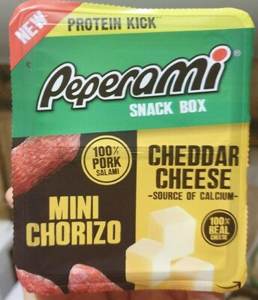 NEW
PROTEIN KICK
Peperami®
SNACK BOX
100%
PORK
SALAMI
CHEDDAR
CHEESE
-SOURCE OF CALCIUM-
MINI
CHORIZO
100%
REAL
CHEESE